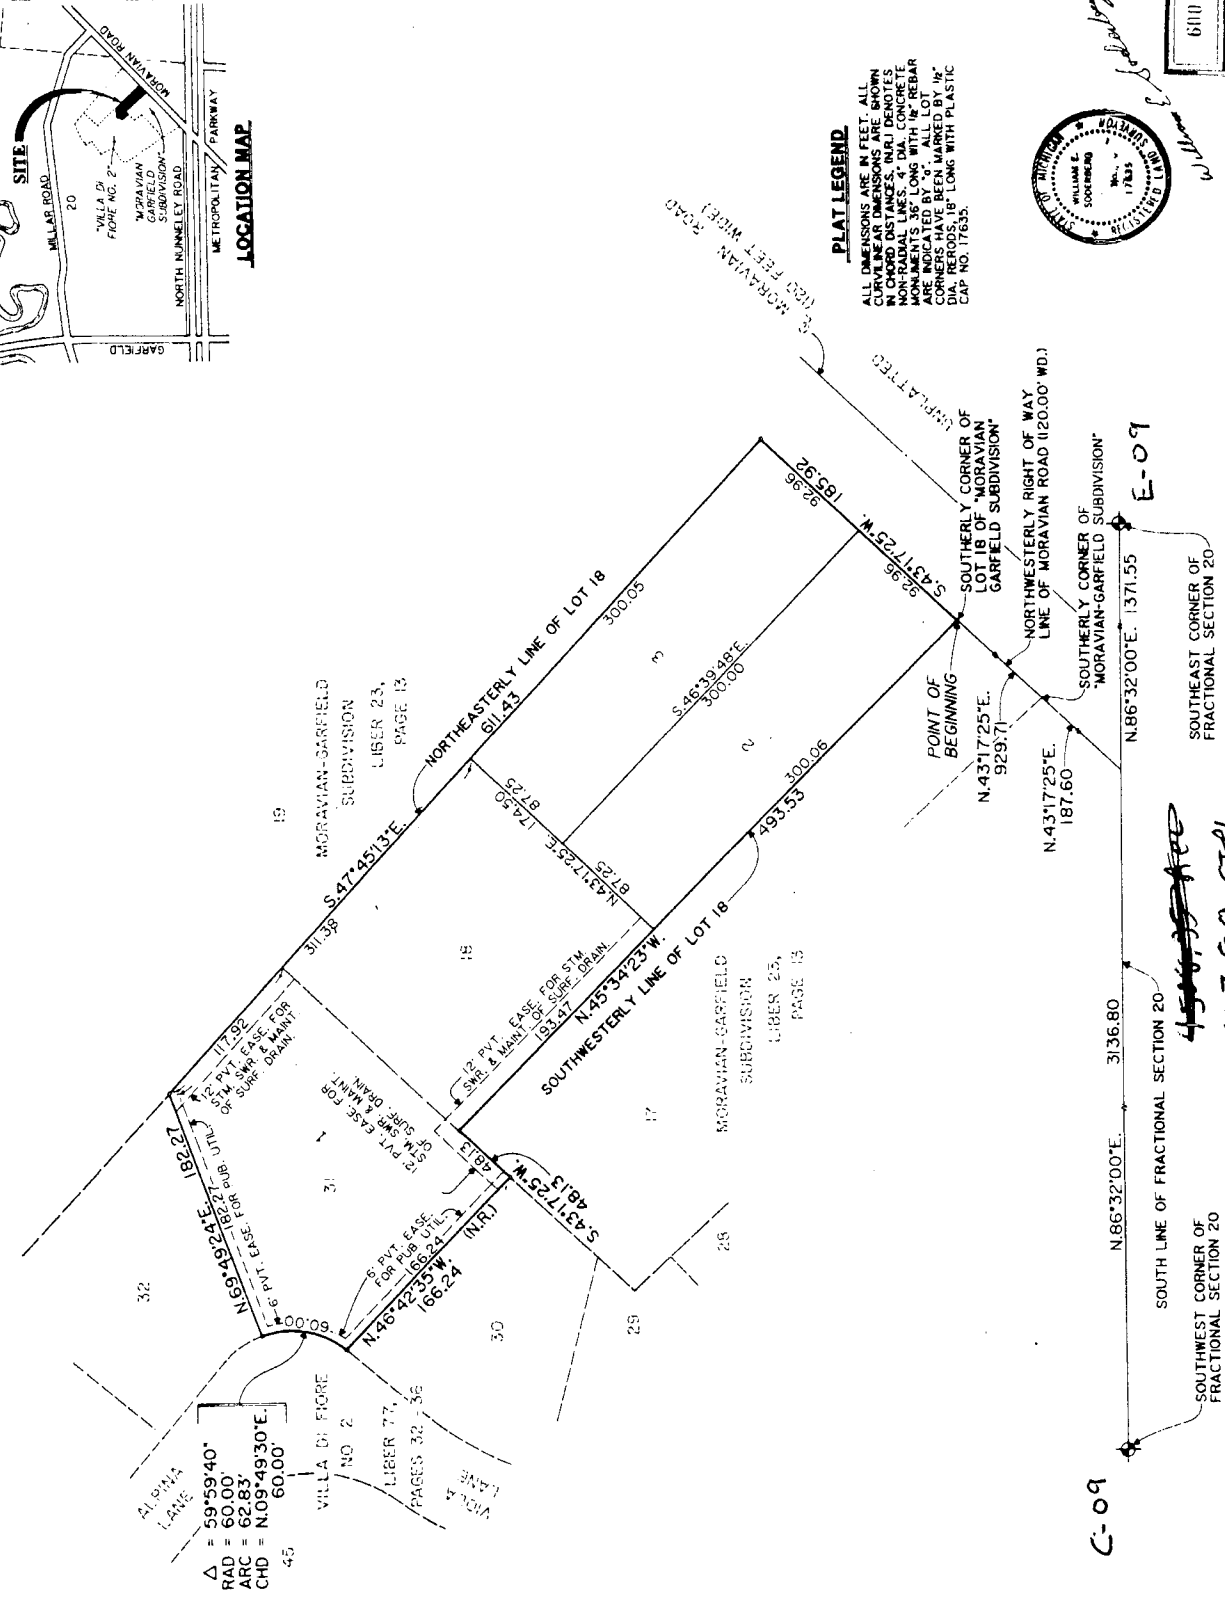 SITE
MILLAR ROAD
MORAVIAN ROAD
MORAVIAN
20
"VILLA DI
FIORE NO. 2"
"MORAVIAN
GARFIELD
SUBDIVISION"
NORTH NUNNELEY ROAD
METROPOLITAN PARKWAY
GARFIELD
LOCATION MAP
PLAT LEGEND
ALL DIMENSIONS ARE IN FEET. ALL
CURVILINEAR DIMENSIONS ARE SHOWN
IN CHORD DISTANCES. (N.R.) DENOTES
NON-RADIAL LINES. 4" DIA. CONCRETE
MONUMENTS 36" LONG WITH 1/2" REBAR
ARE INDICATED BY "o". ALL LOT
CORNERS HAVE BEEN MARKED BY 1/2"
DIA. RERODS, 18" LONG WITH PLASTIC
CAP NO. 17635.
STATE OF MICHIGAN
WILLIAM E.
SODERBERG
17635
REGISTERED LAND SURVEYOR
600
MORAVIAN ROAD
(120 FEET WIDE)
UNPLATTED
19
MORAVIAN-GARFIELD
SUBDIVISION
LIBER 23,
PAGE 13
NORTHEASTERLY LINE OF LOT 18
S.47°45'13"E.
611.43
117.92
311.38
300.05
3
S.46°39'48"E.
300.00
2
92.96
92.96
185.92
S.43°17'25"W.
87.25
174.50
87.25
N.43°17'25"E.
300.06
493.53
18
12' PVT. EASE. FOR STM.
SWR. & MAINT. OF SURF. DRAIN.
193.47
N.45°34'23"W.
SOUTHWESTERLY LINE OF LOT 18
12' PVT. EASE. FOR
STM. SWR. & MAINT.
OF SURF. DRAIN.
12' PVT. EASE. FOR
STM. SWR. & MAINT.
OF SURF. DRAIN.
182.27
N.69°49'24"E.
182.27
6' PVT. EASE. FOR PUB. UTIL.
1
31
48.13
S.43°17'25"W.
48.13
6' PVT. EASE.
FOR PUB. UTIL.
166.24
(N.R.)
N.46°42'35"W.
166.24
60.00
32
30
29
28
17
MORAVIAN-GARFIELD
SUBDIVISION
LIBER 23,
PAGE 13
ALPINA
LANE
Δ = 59°59'40"
RAD = 60.00'
ARC = 62.83'
CHD = N.09°49'30"E.
60.00'
45
VILLA DI FIORE
NO 2
LIBER 77,
PAGES 32-36
VIOLA
LANE
POINT OF
BEGINNING
SOUTHERLY CORNER OF
LOT 18 OF "MORAVIAN
GARFIELD SUBDIVISION"
NORTHWESTERLY RIGHT OF WAY
LINE OF MORAVIAN ROAD (120.00' WD.)
SOUTHERLY CORNER OF
"MORAVIAN-GARFIELD SUBDIVISION"
N.43°17'25"E.
929.71
N.43°17'25"E.
187.60
N.86°32'00"E. 1371.55
E-09
SOUTHEAST CORNER OF
FRACTIONAL SECTION 20
3136.80
N.86°32'00"E.
SOUTH LINE OF FRACTIONAL SECTION 20
SOUTHWEST CORNER OF
FRACTIONAL SECTION 20
C-09